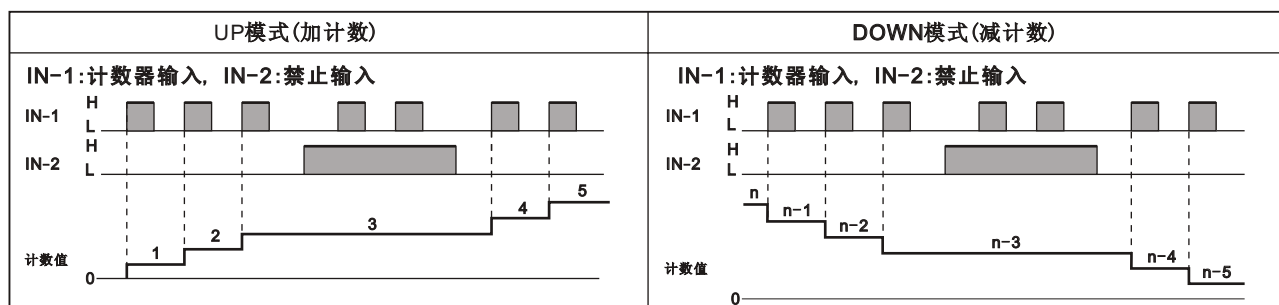 UP模式(加计数)
DOWN模式(减计数)
IN-1:计数器输入, IN-2:禁止输入
IN-1 H L
IN-2 H L
1 2 3 4 5
计数值 0
IN-1:计数器输入, IN-2:禁止输入
IN-1 H L
IN-2 H L
n n-1 n-2 n-3 n-4 n-5
计数值 0